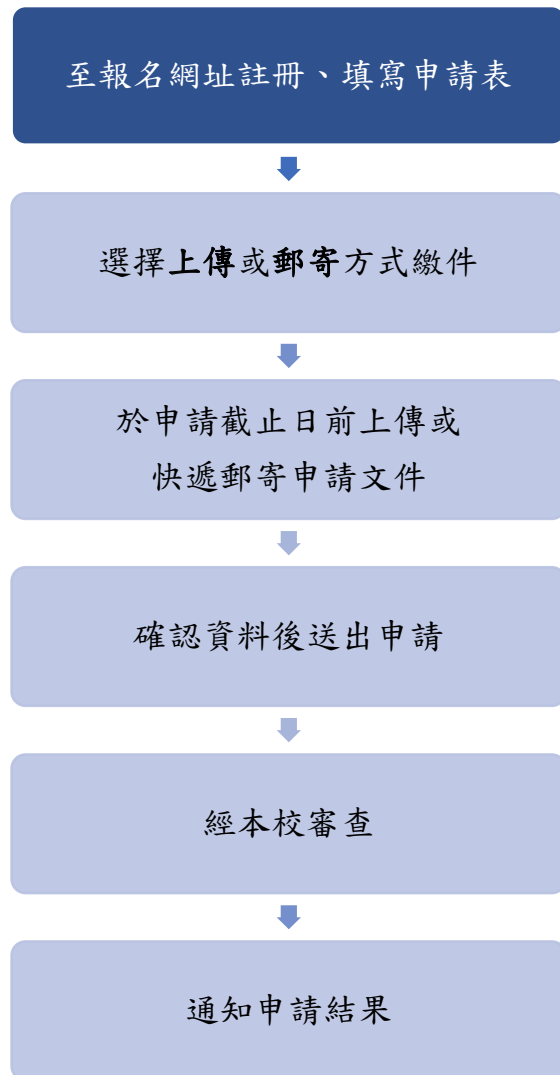 至報名網址註冊、填寫申請表
選擇上傳或郵寄方式繳件
於申請截止日前上傳或
快遞郵寄申請文件
確認資料後送出申請
經本校審查
通知申請結果